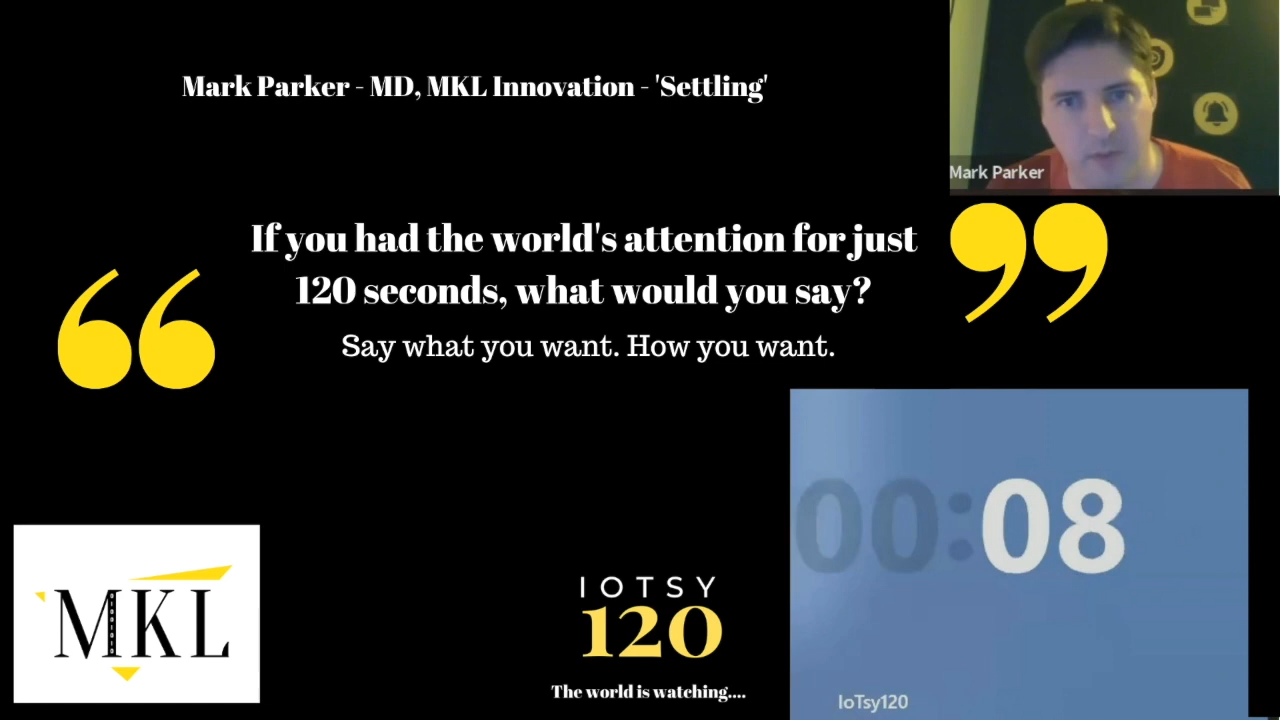 Mark Parker - MD, MKL Innovation - 'Settling'
Mark Parker
If you had the world's attention for just
120 seconds, what would you say?
Say what you want. How you want.
00:08
MKL
IOTSY
120
The world is watching....
IoTsy120